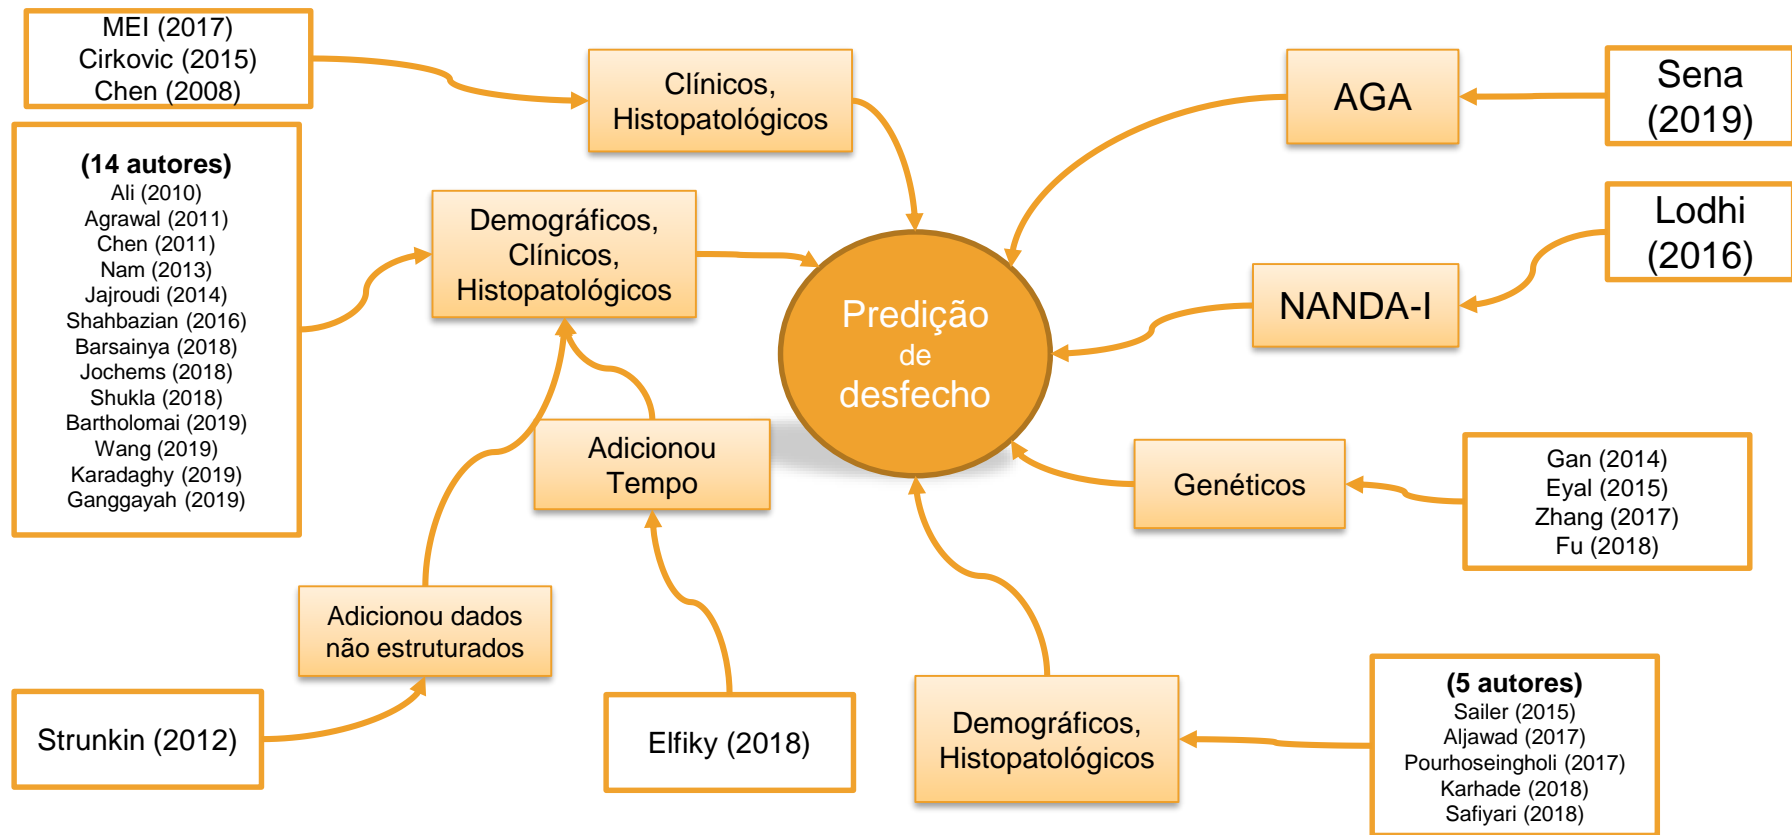 MEI (2017)
Cirkovic (2015)
Chen (2008)
Clínicos,
Histopatológicos
AGA
Sena
(2019)
(14 autores)
Ali (2010)
Agrawal (2011)
Chen (2011)
Nam (2013)
Jajroudi (2014)
Shahbazian (2016)
Barsainya (2018)
Jochems (2018)
Shukla (2018)
Bartholomai (2019)
Wang (2019)
Karadaghy (2019)
Ganggayah (2019)
Demográficos,
Clínicos,
Histopatológicos
Predição
de
desfecho
Lodhi
(2016)
NANDA-I
Adicionou
Tempo
Genéticos
Gan (2014)
Eyal (2015)
Zhang (2017)
Fu (2018)
Adicionou dados
não estruturados
Strunkin (2012)
Elfiky (2018)
Demográficos,
Histopatológicos
(5 autores)
Sailer (2015)
Aljawad (2017)
Pourhoseingholi (2017)
Karhade (2018)
Safiyari (2018)